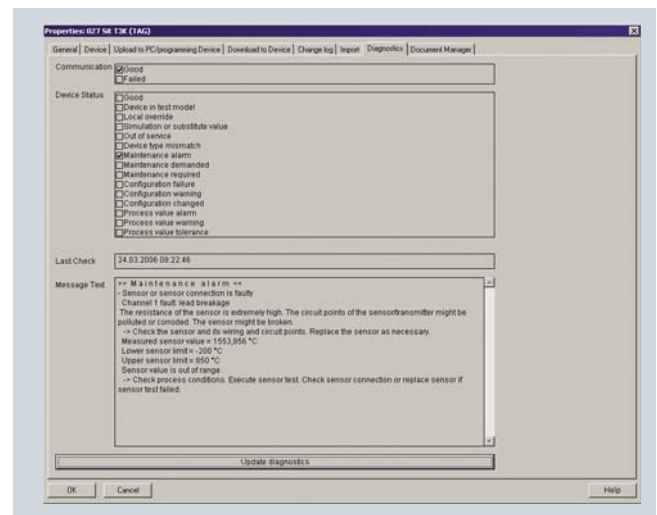 Properties: 027 Sit T3K (TAG)
General
Device
Upload to PC/programming Device
Download to Device
Change log
Import
Diagnostics
Document Manager
Communication
Good
Failed
Device Status
Good
Device in test model
Local override
Simulation or substitute value
Out of service
Device type mismatch
Maintenance alarm
Maintenance demanded
Maintenance required
Configuration failure
Configuration warning
Configuration changed
Process value alarm
Process value warning
Process value tolerance
Last Check
24.03.2006 08:22:46
Message Text
>> M a i n t e n a n c e  a l a r m <<
- Sensor or sensor connection is faulty
Channel 1 fault: lead breakage
The resistance of the sensor is extremely high. The circuit points of the sensor/transmitter might be
polluted or corroded. The sensor might be broken.
-> Check the sensor and its wiring and circuit points. Replace the sensor as necessary.
Measured sensor value = 1553,856 °C
Lower sensor limit = -200 °C
Upper sensor limit = 850 °C
Sensor value is out of range
-> Check process conditions. Execute sensor test. Check sensor connection or replace sensor if
sensor test failed.
Update diagnostics
OK
Cancel
Help